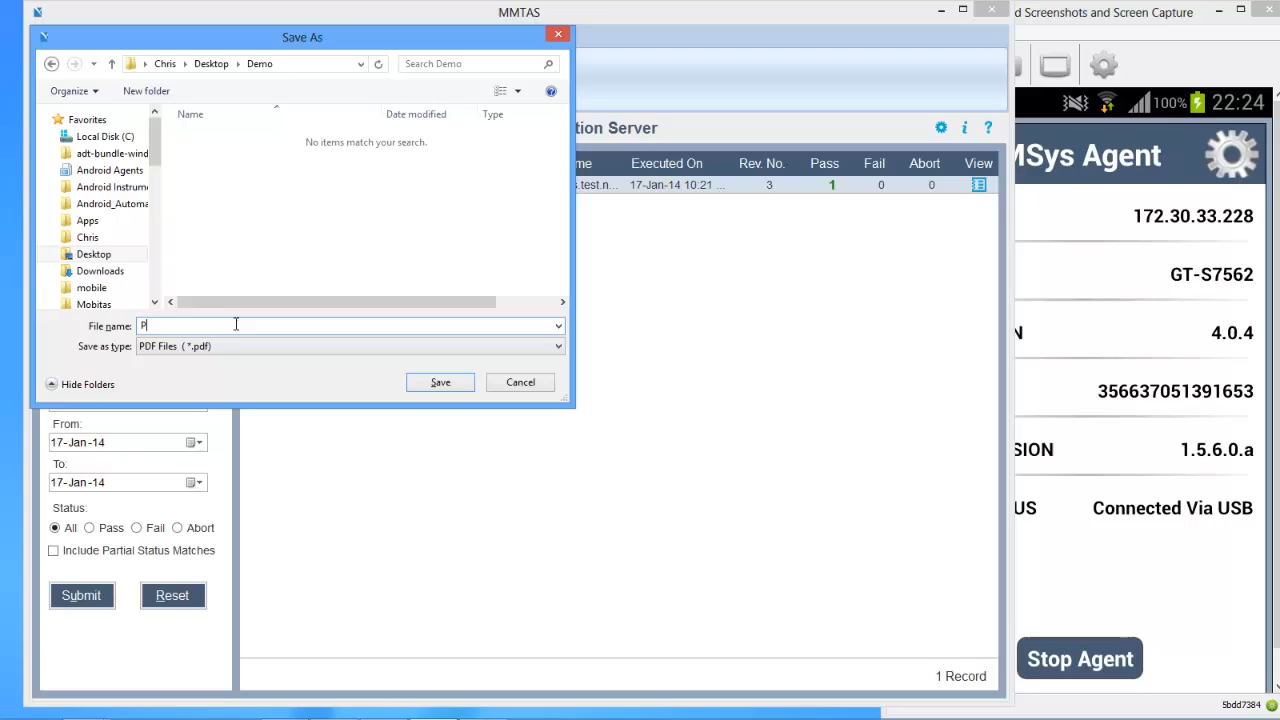 MMTAS
d Screenshots and Screen Capture
Save As
Chris Desktop Demo
Search Demo
Organize
New folder
Name
Date modified
Type
No items match your search.
Favorites
Local Disk (C)
adt-bundle-wind
Android Agents
Android Instrum
Android_Automa
Apps
Chris
Desktop
Downloads
mobile
Mobitas
File name: P
Save as type: PDF Files ( *.pdf)
Hide Folders
Save
Cancel
tion Server
me Executed On Rev. No. Pass Fail Abort View
s.test.n... 17-Jan-14 10:21 ... 3 1 0 0
From:
17-Jan-14
To:
17-Jan-14
Status:
All Pass Fail Abort
Include Partial Status Matches
Submit Reset
1 Record
100% 22:24
MSys Agent
172.30.33.228
GT-S7562
N 4.0.4
356637051391653
SION 1.5.6.0.a
US Connected Via USB
Stop Agent
5bdd7384